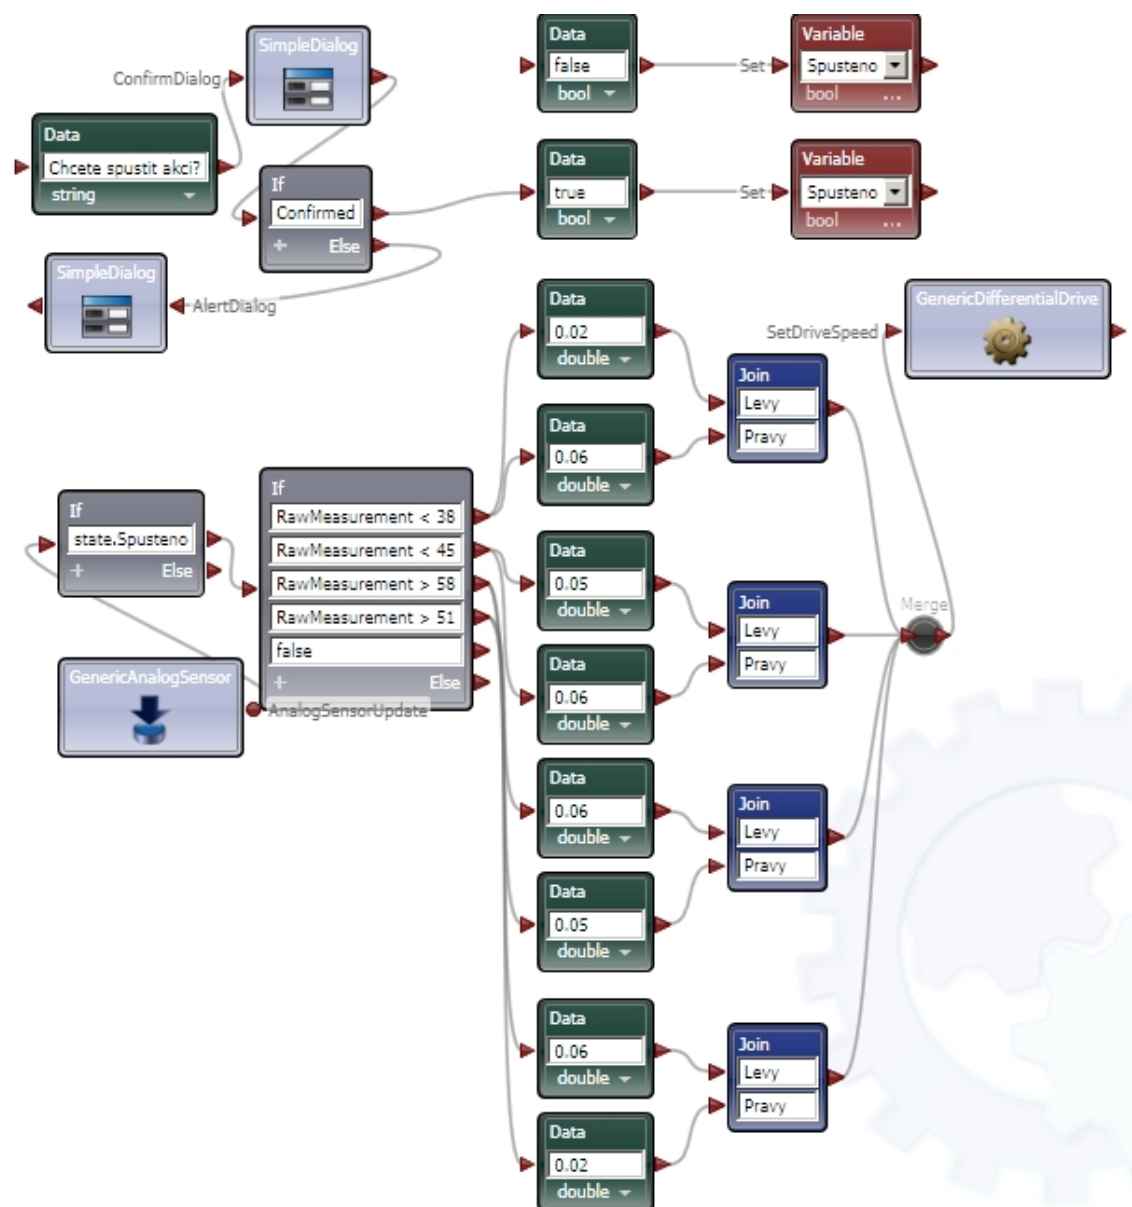 SimpleDialog
ConfirmDialog
Data
Chcete spustit akci?
string
If
Confirmed
Else
SimpleDialog
AlertDialog
Data
false
bool
Set
Variable
Spusteno
bool
...
Data
true
bool
Set
Variable
Spusteno
bool
...
GenericDifferentialDrive
SetDriveSpeed
Data
0.02
double
Data
0.06
double
Join
Levy
Pravy
If
state.Spusteno
Else
If
RawMeasurement < 38
RawMeasurement < 45
RawMeasurement > 58
RawMeasurement > 51
false
Else
GenericAnalogSensor
AnalogSensorUpdate
Data
0.05
double
Data
0.06
double
Join
Levy
Pravy
Merge
Data
0.06
double
Data
0.05
double
Join
Levy
Pravy
Data
0.06
double
Data
0.02
double
Join
Levy
Pravy